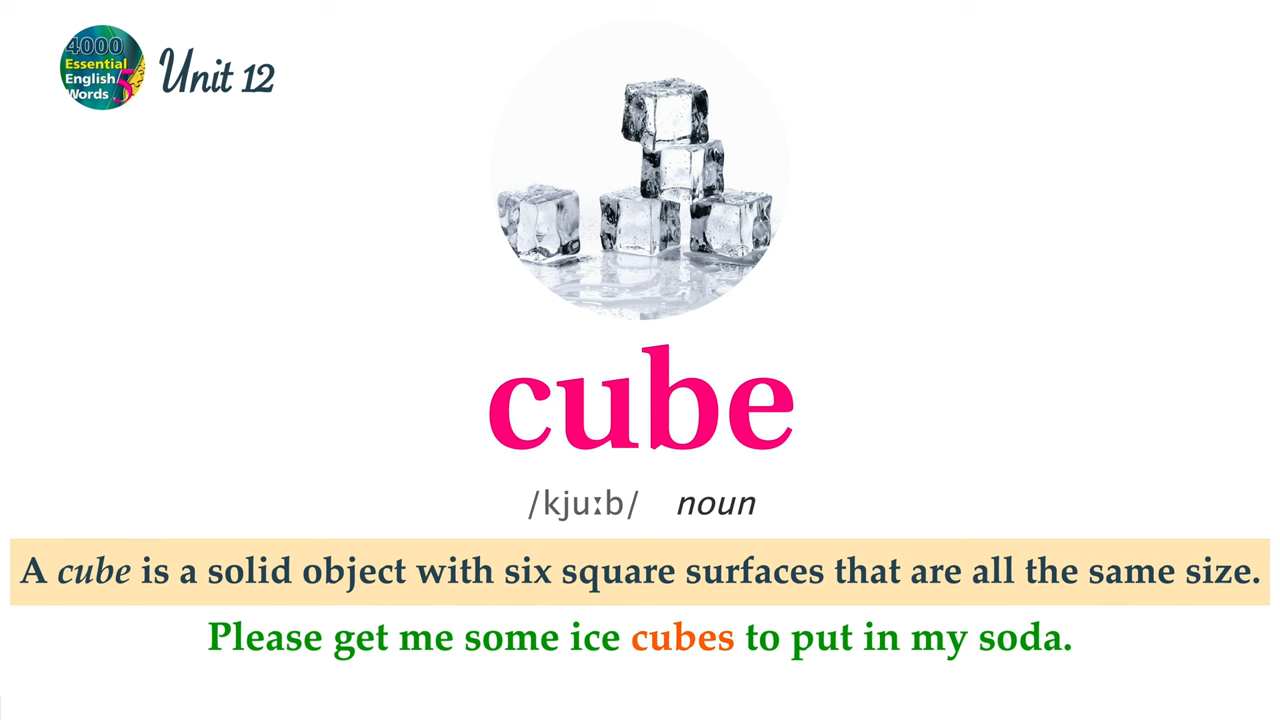 4000
Essential
English
Words 5
Unit 12
cube
/kjuːb/ noun
A cube is a solid object with six square surfaces that are all the same size.
Please get me some ice cubes to put in my soda.